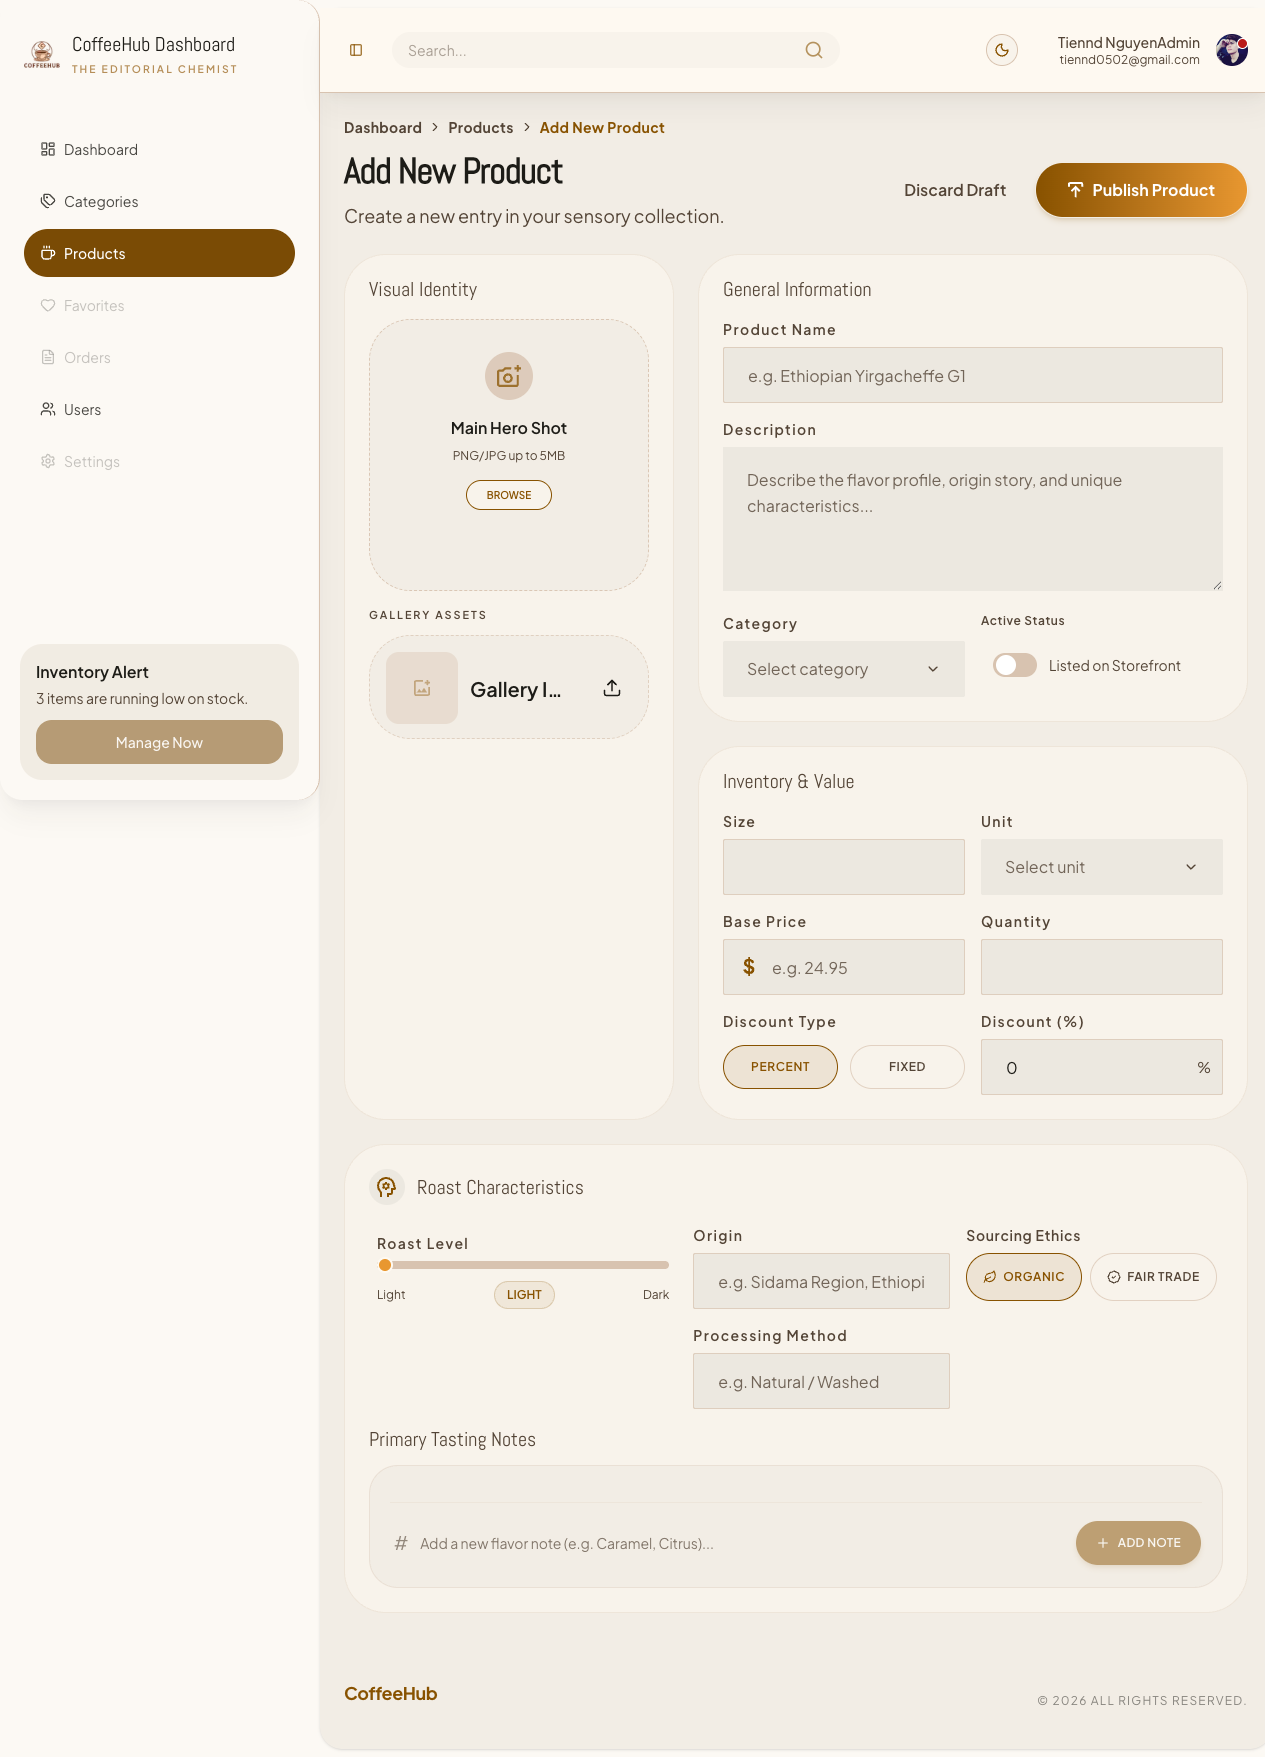 COFFEEHUB
CoffeeHub Dashboard
THE EDITORIAL CHEMIST
Dashboard
Categories
Products
Favorites
Orders
Users
Settings
Inventory Alert
3 items are running low on stock.
Manage Now
Search...
Tiennd NguyenAdmin
tiennd0502@gmail.com
Dashboard > Products > Add New Product
Add New Product
Create a new entry in your sensory collection.
Discard Draft
Publish Product
Visual Identity
Main Hero Shot
PNG/JPG up to 5MB
BROWSE
GALLERY ASSETS
Gallery I...
General Information
Product Name
e.g. Ethiopian Yirgacheffe G1
Description
Describe the flavor profile, origin story, and unique
characteristics...
Category
Select category
Active Status
Listed on Storefront
Inventory & Value
Size
Unit
Select unit
Base Price
$ e.g. 24.95
Quantity
Discount Type
PERCENT
FIXED
Discount (%)
0 %
Roast Characteristics
Roast Level
Light
LIGHT
Dark
Origin
e.g. Sidama Region, Ethiopi
Processing Method
e.g. Natural / Washed
Sourcing Ethics
ORGANIC
FAIR TRADE
Primary Tasting Notes
# Add a new flavor note (e.g. Caramel, Citrus)...
+ ADD NOTE
CoffeeHub
© 2026 ALL RIGHTS RESERVED.